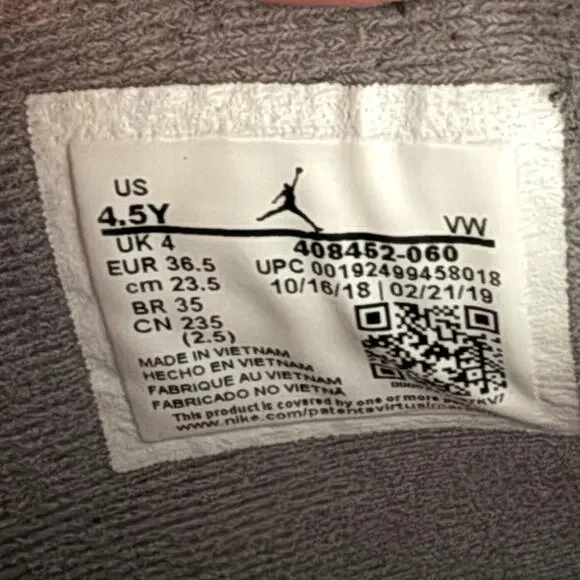 US
4.5Y
VW
UK 4
408452-060
EUR 36.5
UPC 00192499458018
cm 23.5
10/16/18 | 02/21/19
BR 35
CN 235
(2.5)
MADE IN VIETNAM
HECHO EN VIETNAM
FABRIQUE AU VIETNAM
FABRICADO NO VIETNA
This product is covered by one or more
www.nike.com/patents